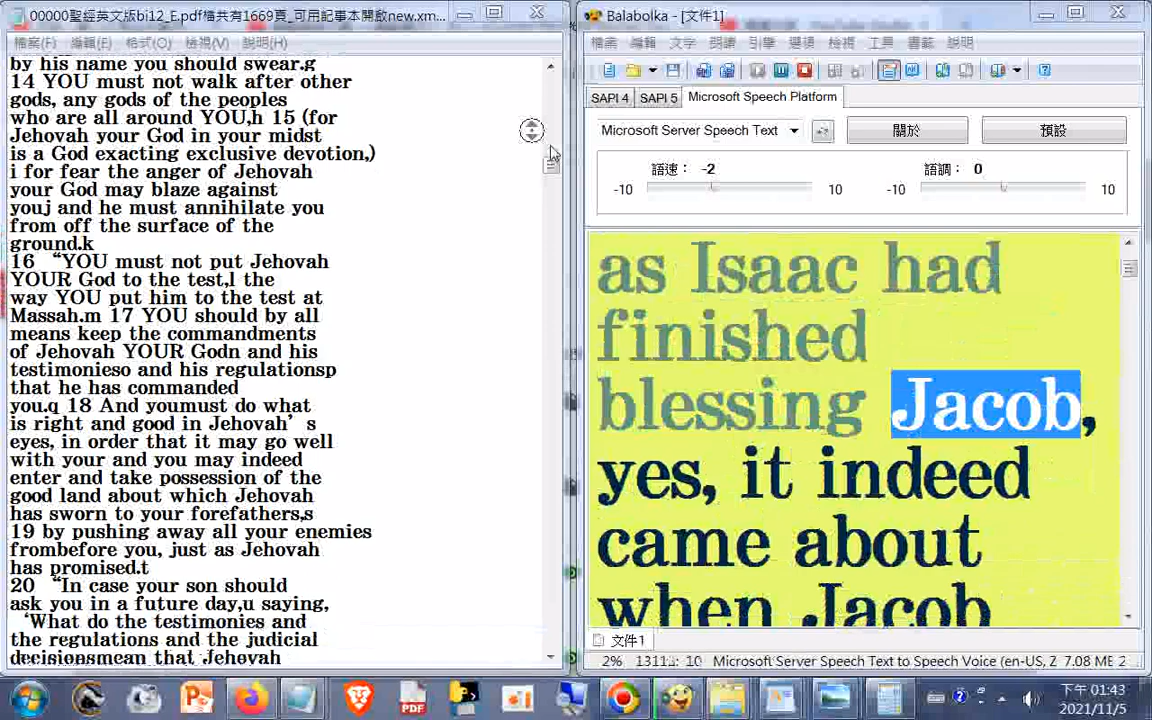 00000聖經英文版bi12_E.pdf檔共有1669頁_可用記事本開啟new.xm...
檔案(F) 編輯(E) 格式(O) 檢視(V) 說明(H)
by his name you should swear.g
14 YOU must not walk after other
gods, any gods of the peoples
who are all around YOU,h 15 (for
Jehovah your God in your midst
is a God exacting exclusive devotion,)
i for fear the anger of Jehovah
your God may blaze against
youj and he must annihilate you
from off the surface of the
ground.k
16 “YOU must not put Jehovah
YOUR God to the test,l the
way YOU put him to the test at
Massah.m 17 YOU should by all
means keep the commandments
of Jehovah YOUR Godn and his
testimonieso and his regulationsp
that he has commanded
you.q 18 And youmust do what
is right and good in Jehovah’s
eyes, in order that it may go well
with your and you may indeed
enter and take possession of the
good land about which Jehovah
has sworn to your forefathers,s
19 by pushing away all your enemies
frombefore you, just as Jehovah
has promised.t
20 “In case your son should
ask you in a future day,u saying,
‘What do the testimonies and
the regulations and the judicial
decisionsmean that Jehovah
Balabolka - [文件1]
檔案 編輯 文字 朗讀 引擎 選項 檢視 工具 書籤 說明
SAPI 4 SAPI 5 Microsoft Speech Platform
Microsoft Server Speech Text 關於 預設
語速： -2 語調： 0
-10 10 -10 10
as Isaac had
finished
blessing Jacob,
yes, it indeed
came about
when Jacob
文件1
2% 1311: 10 Microsoft Server Speech Text to Speech Voice (en-US, Z 7.08 ME 2
PDF
下午 01:43
2021/11/5